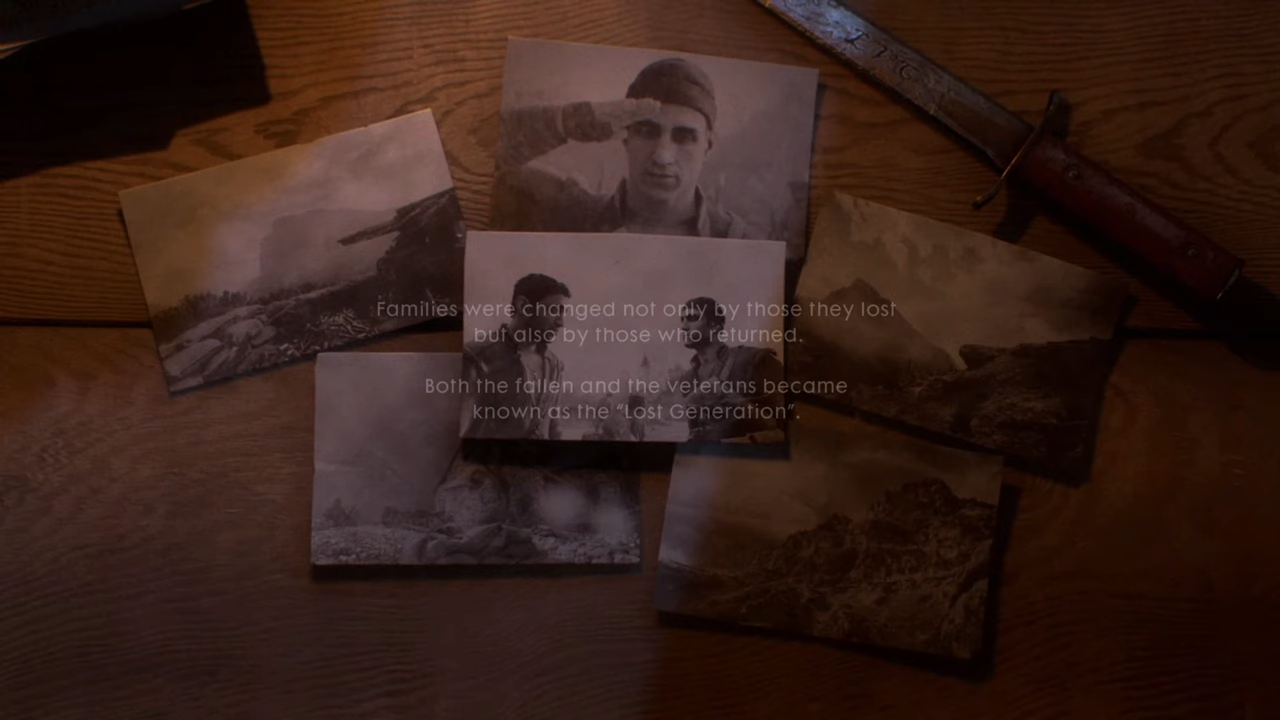 Families were changed not only by those they lost
but also by those who returned.
Both the fallen and the veterans became
known as the “Lost Generation”.